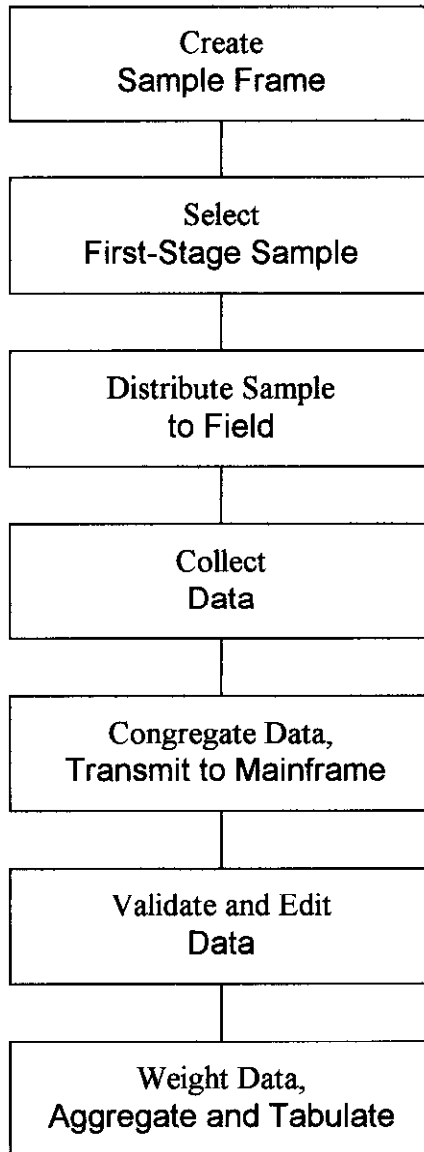 Create
Sample Frame
Select
First-Stage Sample
Distribute Sample
to Field
Collect
Data
Congregate Data,
Transmit to Mainframe
Validate and Edit
Data
Weight Data,
Aggregate and Tabulate